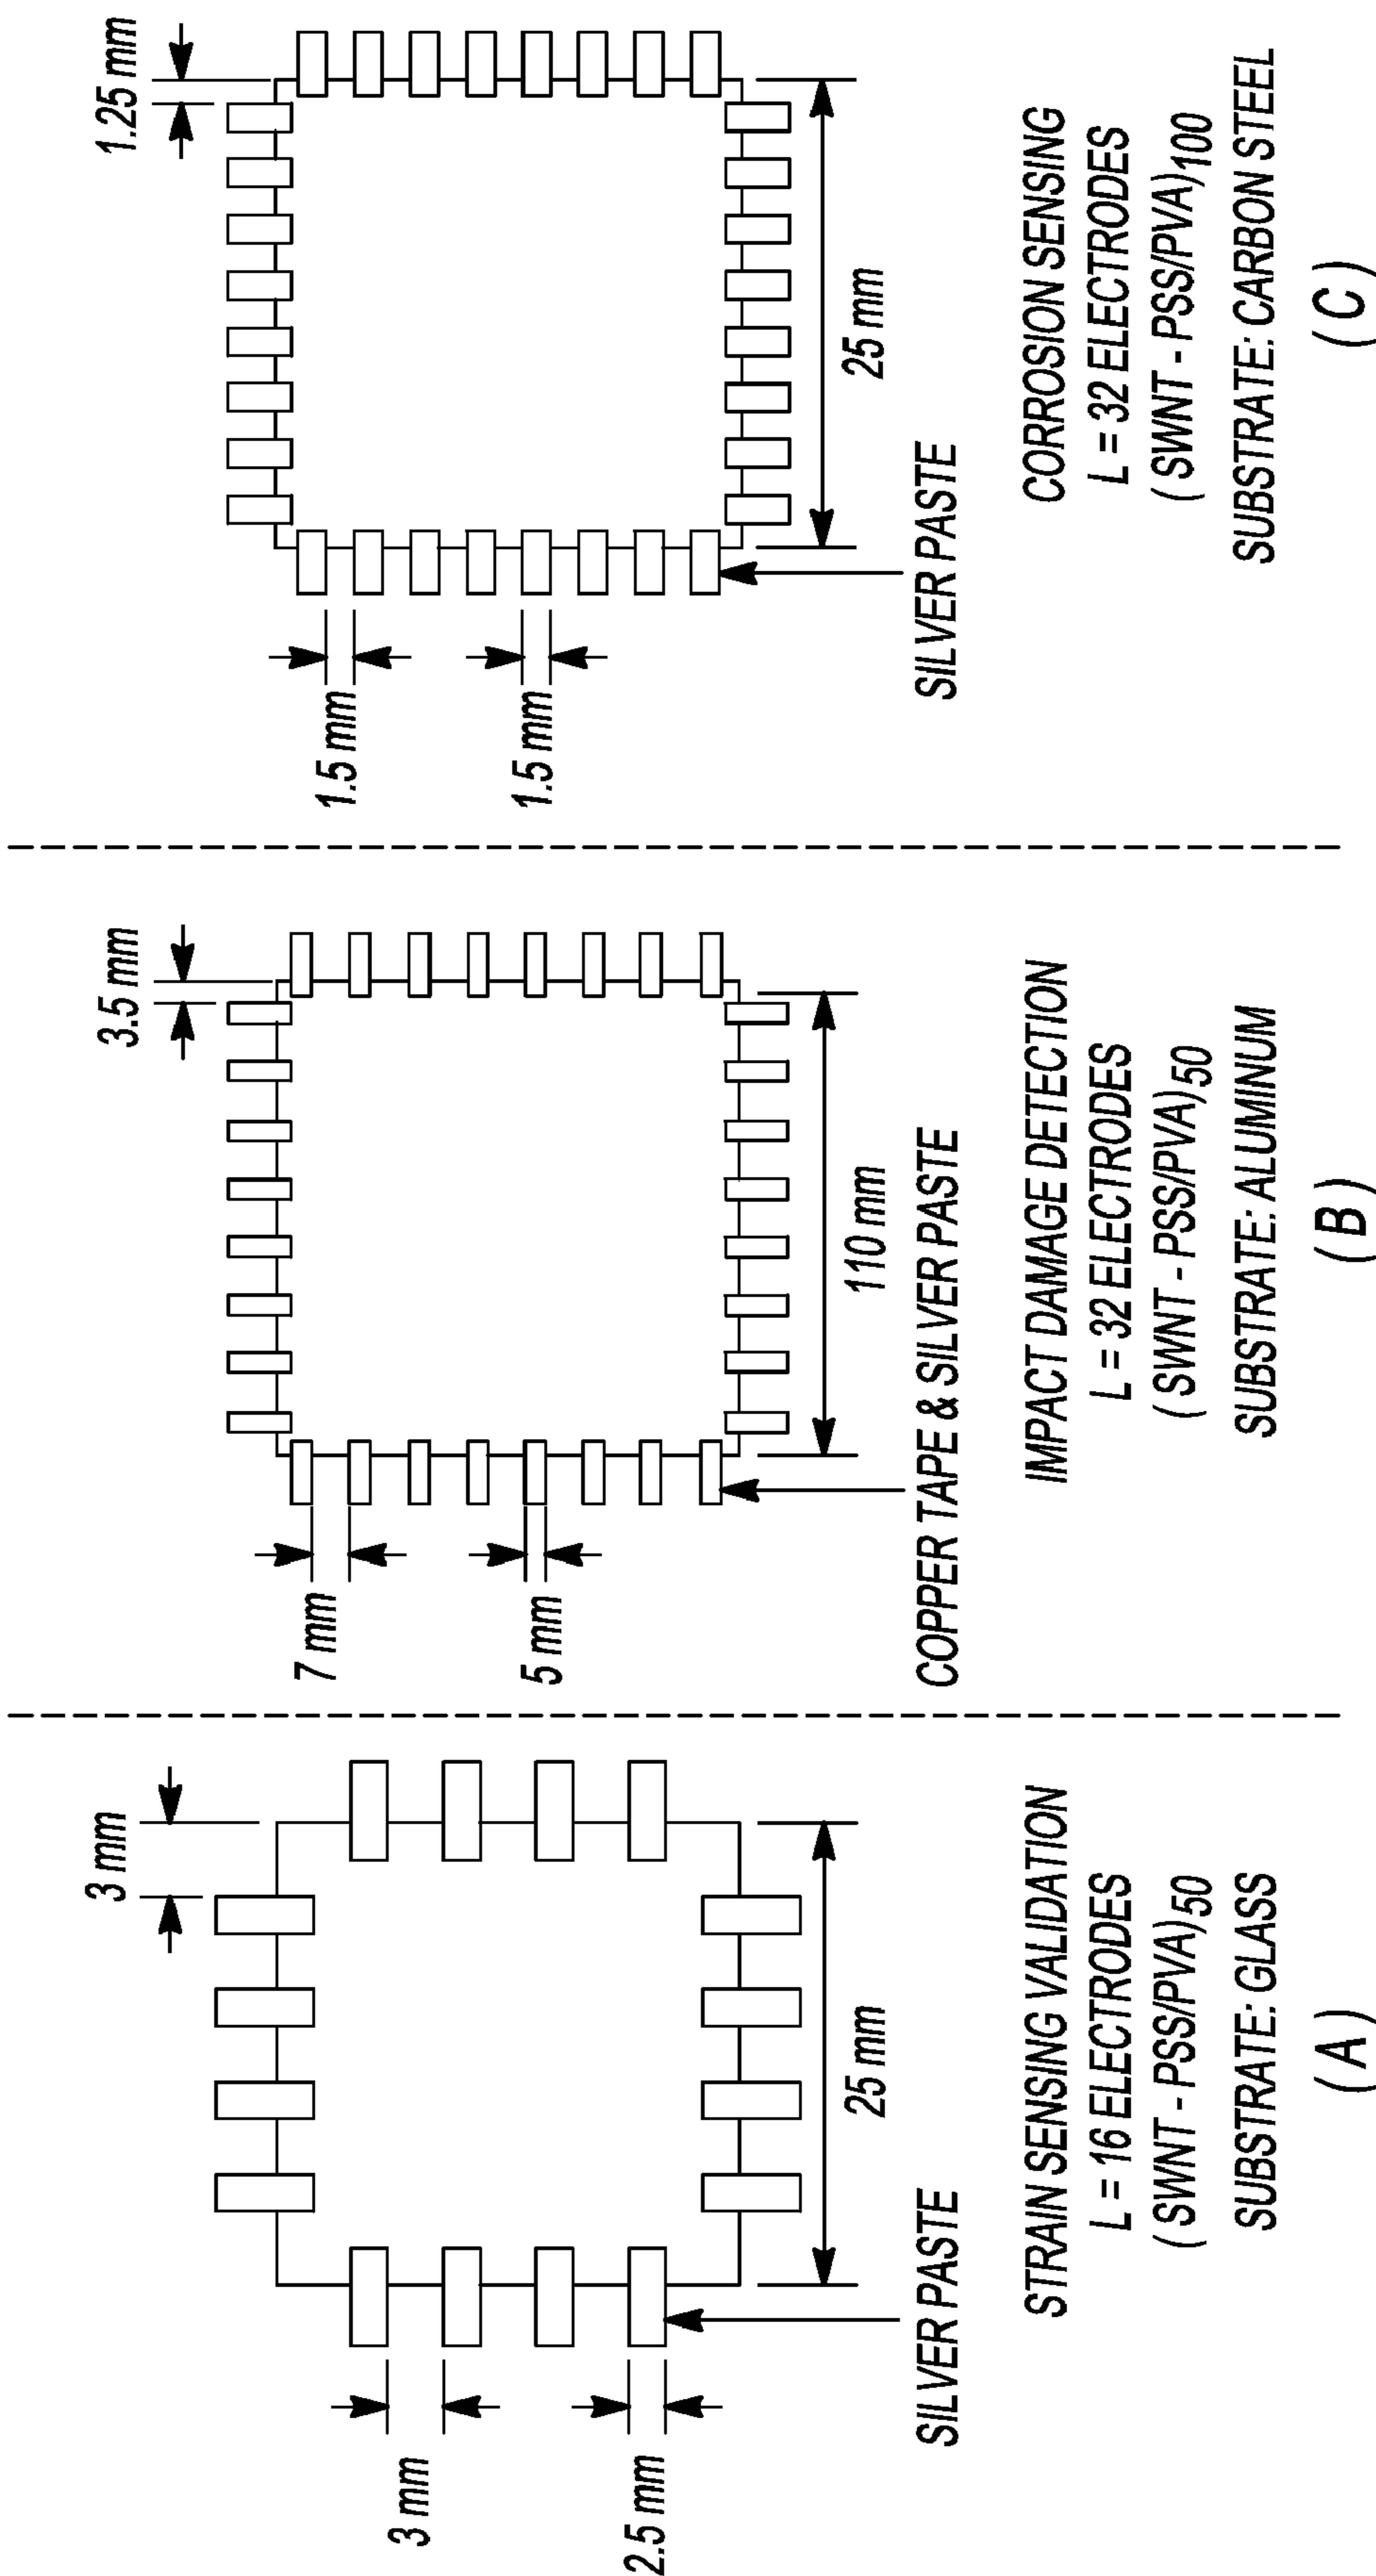 3 mm
3 mm
2.5 mm
25 mm
SILVER PASTE
STRAIN SENSING VALIDATION
L = 16 ELECTRODES
( SWNT - PSS/PVA)50
SUBSTRATE: GLASS
( A )
3.5 mm
7 mm
5 mm
110 mm
COPPER TAPE & SILVER PASTE
IMPACT DAMAGE DETECTION
L = 32 ELECTRODES
( SWNT - PSS/PVA)50
SUBSTRATE: ALUMINUM
( B )
1.25 mm
1.5 mm
1.5 mm
25 mm
SILVER PASTE
CORROSION SENSING
L = 32 ELECTRODES
( SWNT - PSS/PVA)100
SUBSTRATE: CARBON STEEL
( C )